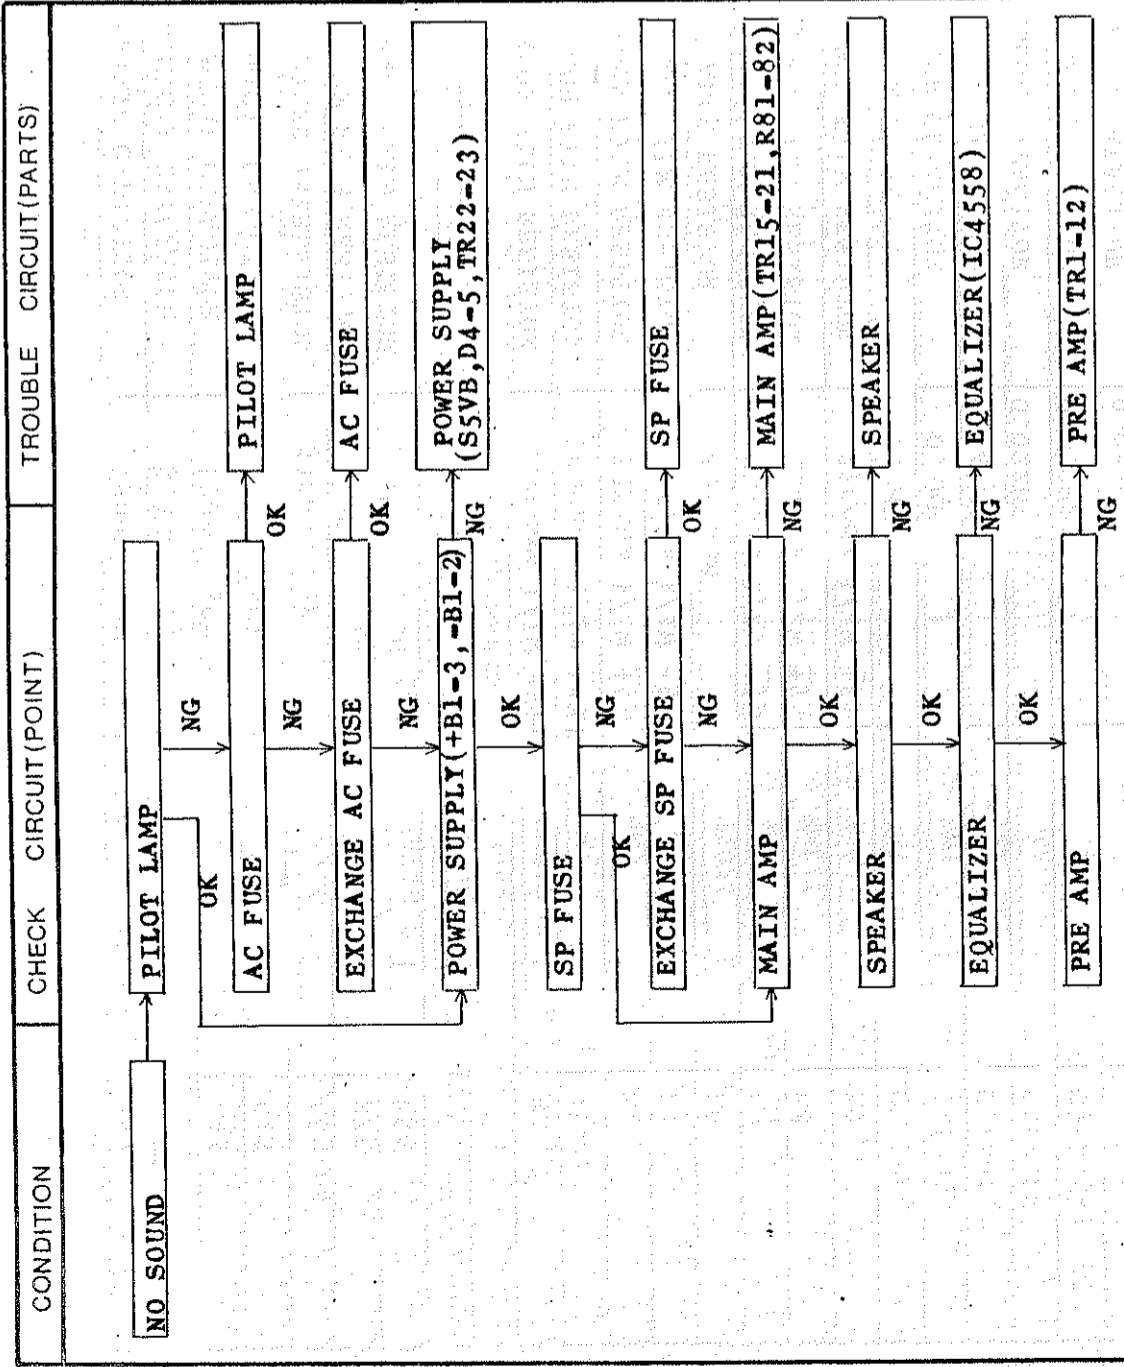 CONDITION
CHECK CIRCUIT(POINT)
TROUBLE CIRCUIT(PARTS)
NO SOUND
PILOT LAMP
NG
OK
AC FUSE
OK
PILOT LAMP
NG
EXCHANGE AC FUSE
OK
AC FUSE
NG
POWER SUPPLY(+B1-3,-B1-2)
NG
POWER SUPPLY
(S5VB,D4-5,TR22-23)
OK
SP FUSE
NG
OK
EXCHANGE SP FUSE
OK
SP FUSE
NG
MAIN AMP
NG
MAIN AMP(TR15-21,R81-82)
OK
SPEAKER
NG
SPEAKER
OK
EQUALIZER
NG
EQUALIZER(IC4558)
OK
PRE AMP
NG
PRE AMP(TR1-12)